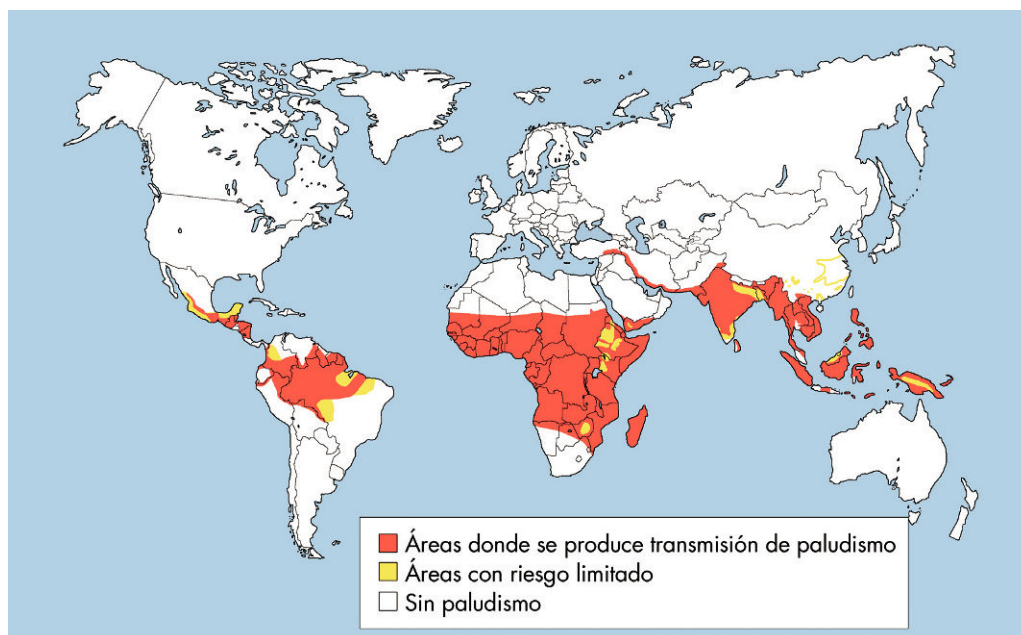 Áreas donde se produce transmisión de paludismo
Áreas con riesgo limitado
Sin paludismo